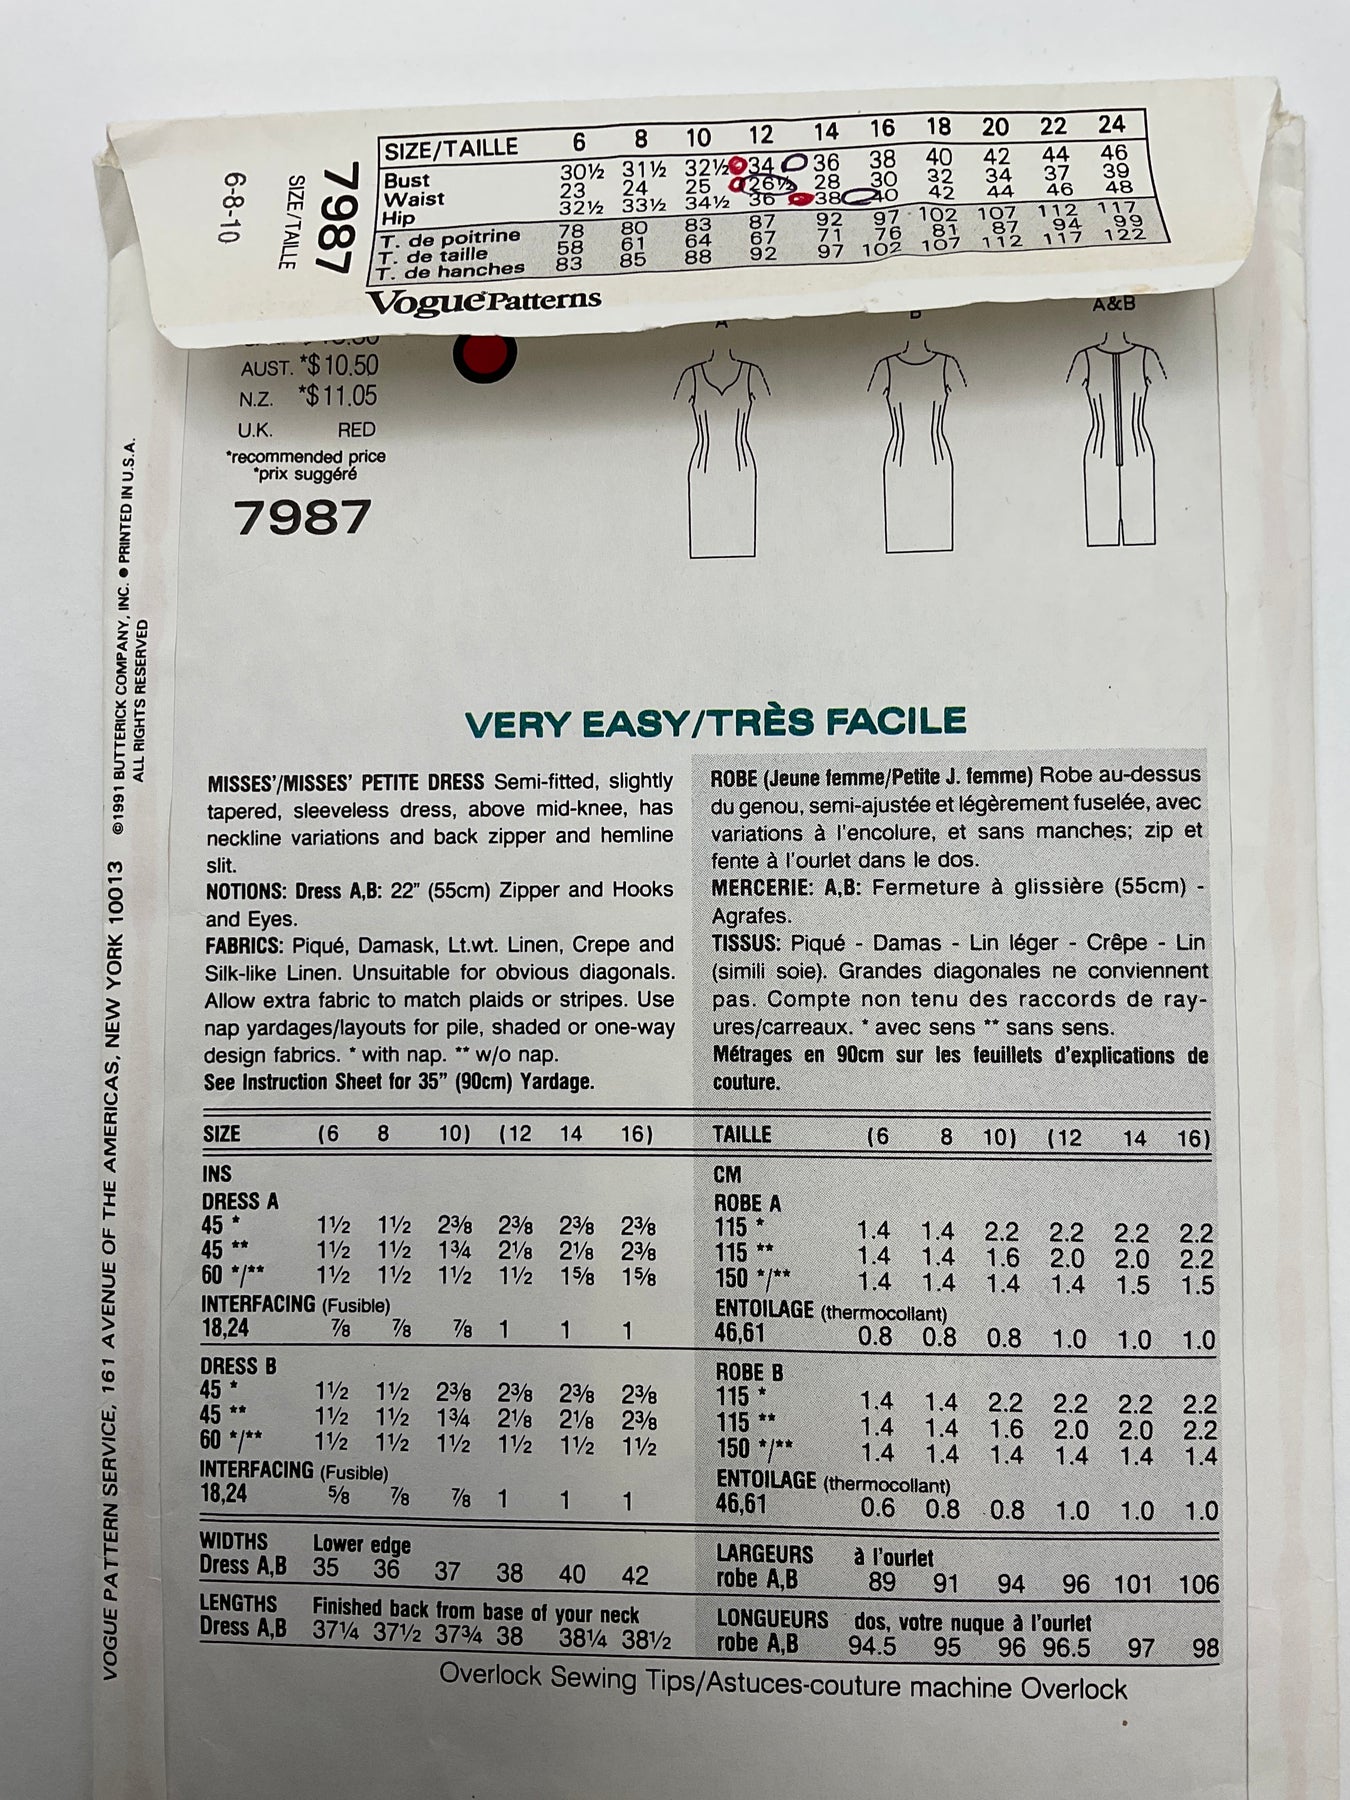 SIZE/TAILLE 6 8 10 12 14 16 18 20 22 24
Bust 30½ 31½ 32½ 34 36 38 40 42 44 46
Waist 23 24 25 26½ 28 30 32 34 37 39
Hip 32½ 33½ 34½ 36 38 40 42 44 46 48
T. de poitrine 78 80 83 87 92 97 102 107 112 117
T. de taille 58 61 64 67 71 76 81 87 94 99
T. de hanches 83 85 88 92 97 102 107 112 117 122
7987
SIZE/TAILLE
6-8-10
Vogue Patterns
AUST. *$10.50
N.Z. *$11.05
U.K. RED
*recommended price
*prix suggéré
7987
A
B
A&B
©1991 BUTTERICK COMPANY, INC. ● PRINTED IN U.S.A.
ALL RIGHTS RESERVED
VOGUE PATTERN SERVICE, 161 AVENUE OF THE AMERICAS, NEW YORK 10013
VERY EASY/TRÈS FACILE
MISSES'/MISSES' PETITE DRESS Semi-fitted, slightly
tapered, sleeveless dress, above mid-knee, has
neckline variations and back zipper and hemline
slit.
NOTIONS: Dress A,B: 22" (55cm) Zipper and Hooks
and Eyes.
FABRICS: Piqué, Damask, Lt.wt. Linen, Crepe and
Silk-like Linen. Unsuitable for obvious diagonals.
Allow extra fabric to match plaids or stripes. Use
nap yardages/layouts for pile, shaded or one-way
design fabrics. * with nap. ** w/o nap.
See Instruction Sheet for 35" (90cm) Yardage.
ROBE (Jeune femme/Petite J. femme) Robe au-dessus
du genou, semi-ajustée et légèrement fuselée, avec
variations à l'encolure, et sans manches; zip et
fente à l'ourlet dans le dos.
MERCERIE: A,B: Fermeture à glissière (55cm) -
Agrafes.
TISSUS: Piqué - Damas - Lin léger - Crêpe - Lin
(simili soie). Grandes diagonales ne conviennent
pas. Compte non tenu des raccords de ray-
ures/carreaux. * avec sens ** sans sens.
Métrages en 90cm sur les feuillets d'explications de
couture.
SIZE (6 8 10) (12 14 16)
INS
DRESS A
45 * 1½ 1½ 2⅜ 2⅜ 2⅜ 2⅜
45 ** 1½ 1½ 1¾ 2⅛ 2⅛ 2⅜
60 */** 1½ 1½ 1½ 1½ 1⅝ 1⅝
INTERFACING (Fusible)
18,24 ⅞ ⅞ ⅞ 1 1 1
DRESS B
45 * 1½ 1½ 2⅜ 2⅜ 2⅜ 2⅜
45 ** 1½ 1½ 1¾ 2⅛ 2⅛ 2⅜
60 */** 1½ 1½ 1½ 1½ 1½ 1½
INTERFACING (Fusible)
18,24 ⅝ ⅞ ⅞ 1 1 1
WIDTHS Lower edge
Dress A,B 35 36 37 38 40 42
LENGTHS Finished back from base of your neck
Dress A,B 37¼ 37½ 37¾ 38 38¼ 38½
TAILLE (6 8 10) (12 14 16)
CM
ROBE A
115 * 1.4 1.4 2.2 2.2 2.2 2.2
115 ** 1.4 1.4 1.6 2.0 2.0 2.2
150 */** 1.4 1.4 1.4 1.4 1.5 1.5
ENTOILAGE (thermocollant)
46,61 0.8 0.8 0.8 1.0 1.0 1.0
ROBE B
115 * 1.4 1.4 2.2 2.2 2.2 2.2
115 ** 1.4 1.4 1.6 2.0 2.0 2.2
150 */** 1.4 1.4 1.4 1.4 1.4 1.4
ENTOILAGE (thermocollant)
46,61 0.6 0.8 0.8 1.0 1.0 1.0
LARGEURS à l'ourlet
robe A,B 89 91 94 96 101 106
LONGUEURS dos, votre nuque à l'ourlet
robe A,B 94.5 95 96 96.5 97 98
Overlock Sewing Tips/Astuces-couture machine Overlock